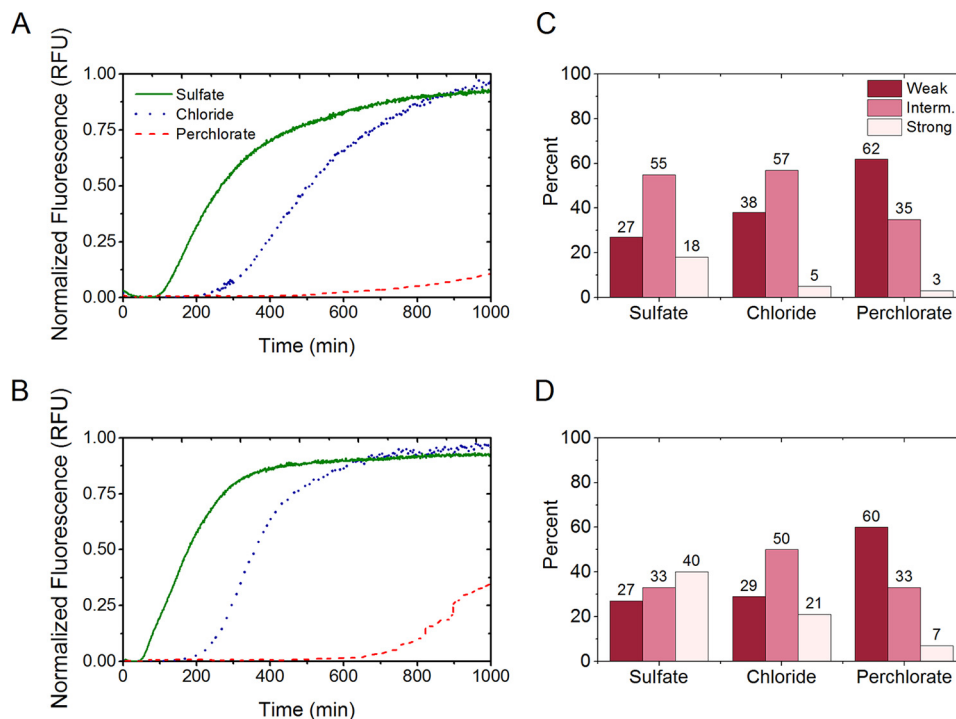 A
Normalized Fluorescence (RFU)
1.00
0.75
0.50
0.25
0.00
Sulfate
Chloride
Perchlorate
0 200 400 600 800 1000
Time (min)
C
Percent
100
80
60
40
20
0
Weak
Interm.
Strong
27 55 18
38 57 5
62 35 3
Sulfate Chloride Perchlorate
B
Normalized Fluorescence (RFU)
1.00
0.75
0.50
0.25
0.00
0 200 400 600 800 1000
Time (min)
D
Percent
100
80
60
40
20
0
27 33 40
29 50 21
60 33 7
Sulfate Chloride Perchlorate